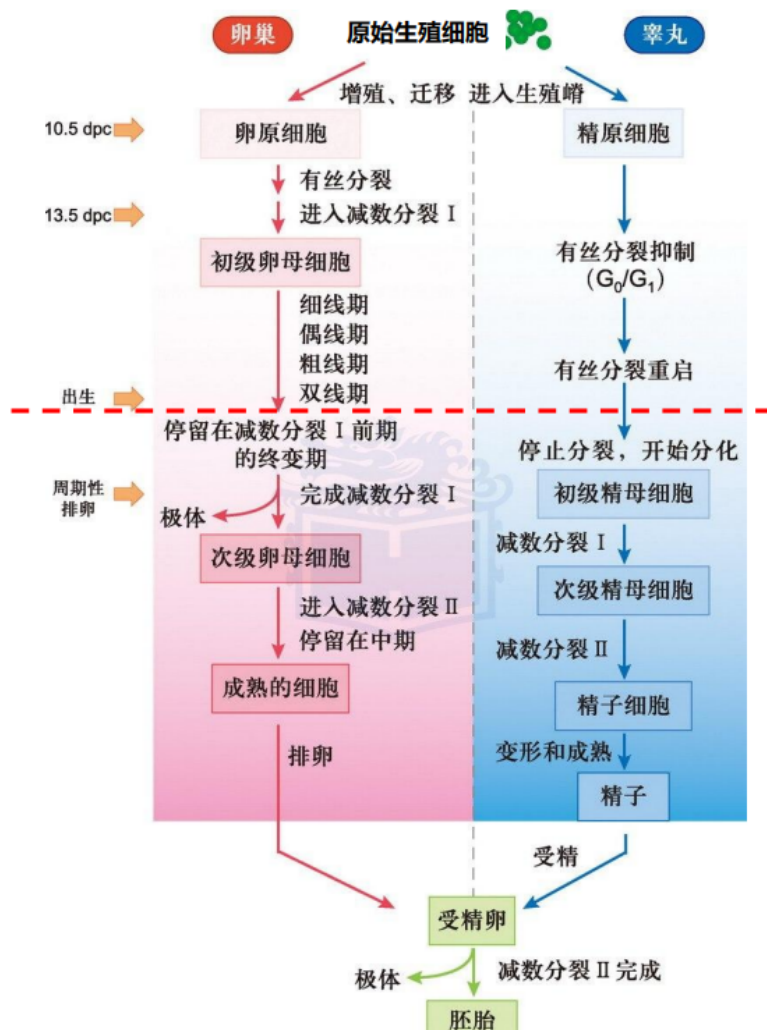 卵巢
原始生殖细胞
睾丸
增殖、迁移 进入生殖嵴
10.5 dpc
卵原细胞
精原细胞
有丝分裂
13.5 dpc
进入减数分裂 I
初级卵母细胞
有丝分裂抑制
（G₀/G₁）
细线期
偶线期
粗线期
双线期
有丝分裂重启
出生
停留在减数分裂 I 前期
的终变期
停止分裂，开始分化
周期性
排卵
完成减数分裂 I
极体
初级精母细胞
减数分裂 I
次级卵母细胞
次级精母细胞
进入减数分裂 II
停留在中期
减数分裂 II
成熟的细胞
精子细胞
排卵
变形和成熟
精子
受精
受精卵
极体
减数分裂 II 完成
胚胎